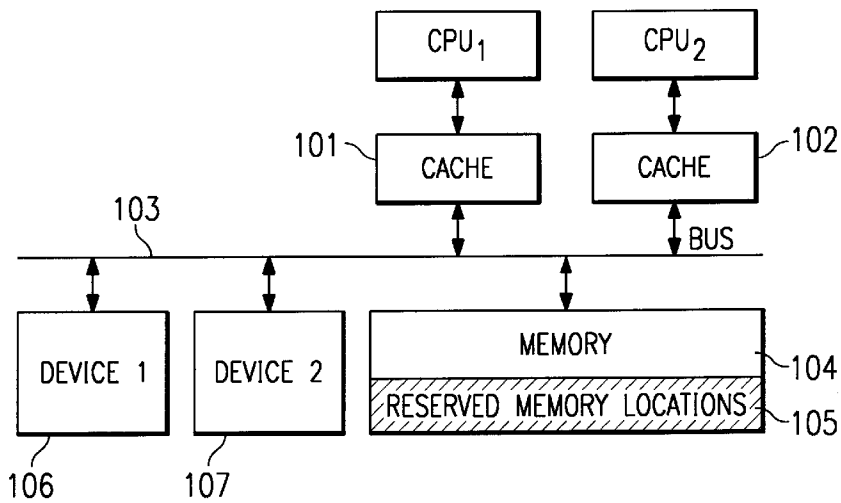 CPU1
CPU2
101
CACHE
CACHE
102
103
BUS
DEVICE 1
DEVICE 2
MEMORY
104
RESERVED MEMORY LOCATIONS
105
106
107